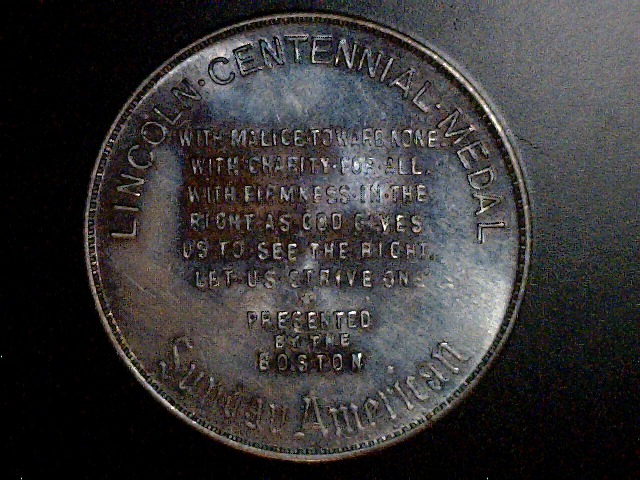 LINCOLN·CENTENNIAL·MEDAL
WITH MALICE·TOWARD NONE.
WITH CHARITY·FOR ALL.
WITH FIRMNESS·IN·THE
RIGHT AS GOD GIVES
US TO SEE THE RIGHT.
LET·US STRIVE ON
PRESENTED
BY THE
BOSTON
Sunday American